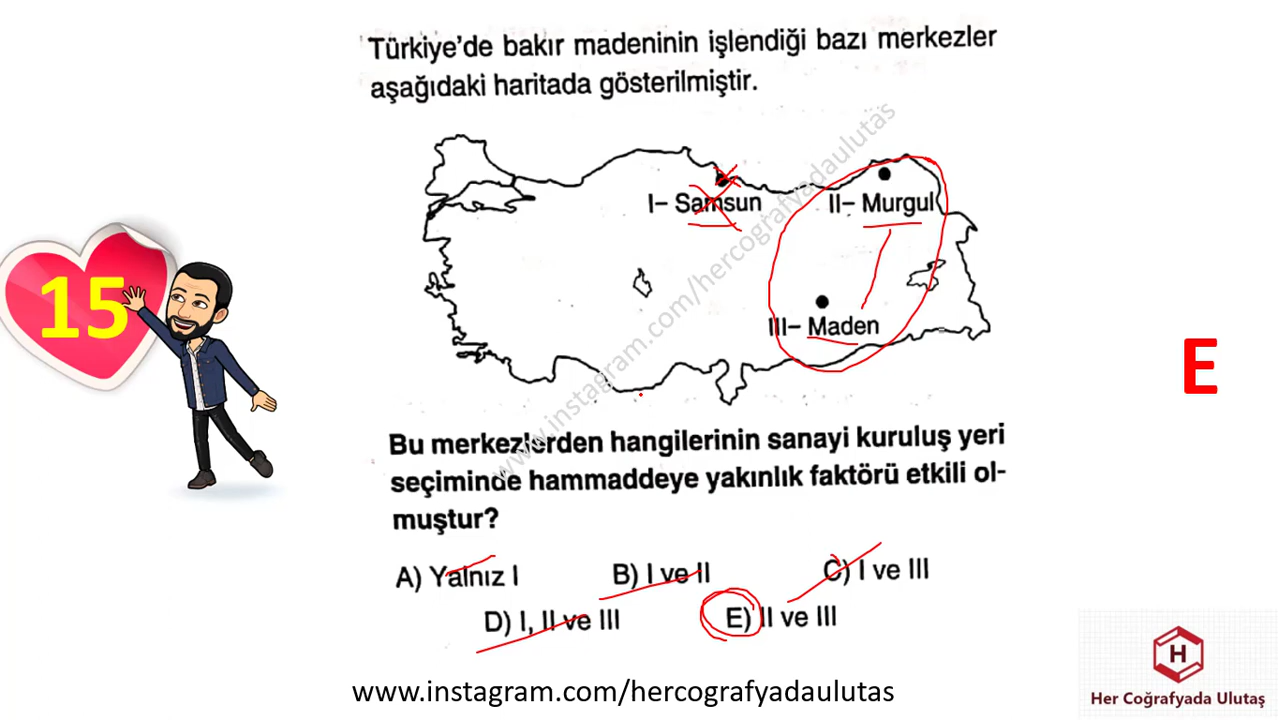 Türkiye'de bakır madeninin işlendiği bazı merkezler
aşağıdaki haritada gösterilmiştir.
I– Samsun
II– Murgul
III– Maden
www.instagram.com/hercografyadaulutaş
15
E
Bu merkezlerden hangilerinin sanayi kuruluş yeri
seçiminde hammaddeye yakınlık faktörü etkili ol-
muştur?
A) Yalnız I
B) I ve II
C) I ve III
D) I, II ve III
E) II ve III
www.instagram.com/hercografyadaulutas
H
Her Coğrafyada Ulutaş